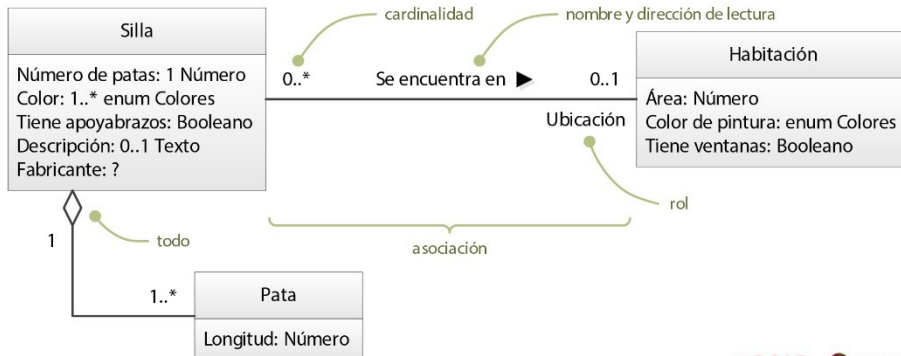 cardinalidad
nombre y dirección de lectura
Silla
Número de patas: 1 Número
Color: 1..* enum Colores
Tiene apoyabrazos: Booleano
Descripción: 0..1 Texto
Fabricante: ?
0..*
Se encuentra en ▶
0..1
Ubicación
Habitación
Área: Número
Color de pintura: enum Colores
Tiene ventanas: Booleano
rol
asociación
1
todo
1..*
Pata
Longitud: Número